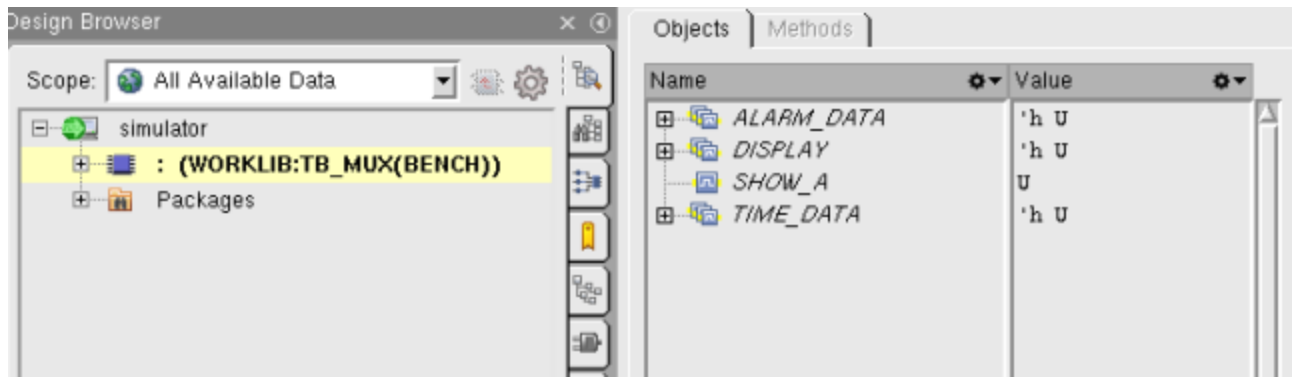 Design Browser
Scope: All Available Data
simulator
: (WORKLIB:TB_MUX(BENCH))
Packages
Objects Methods
Name Value
ALARM_DATA 'h U
DISPLAY 'h U
SHOW_A U
TIME_DATA 'h U